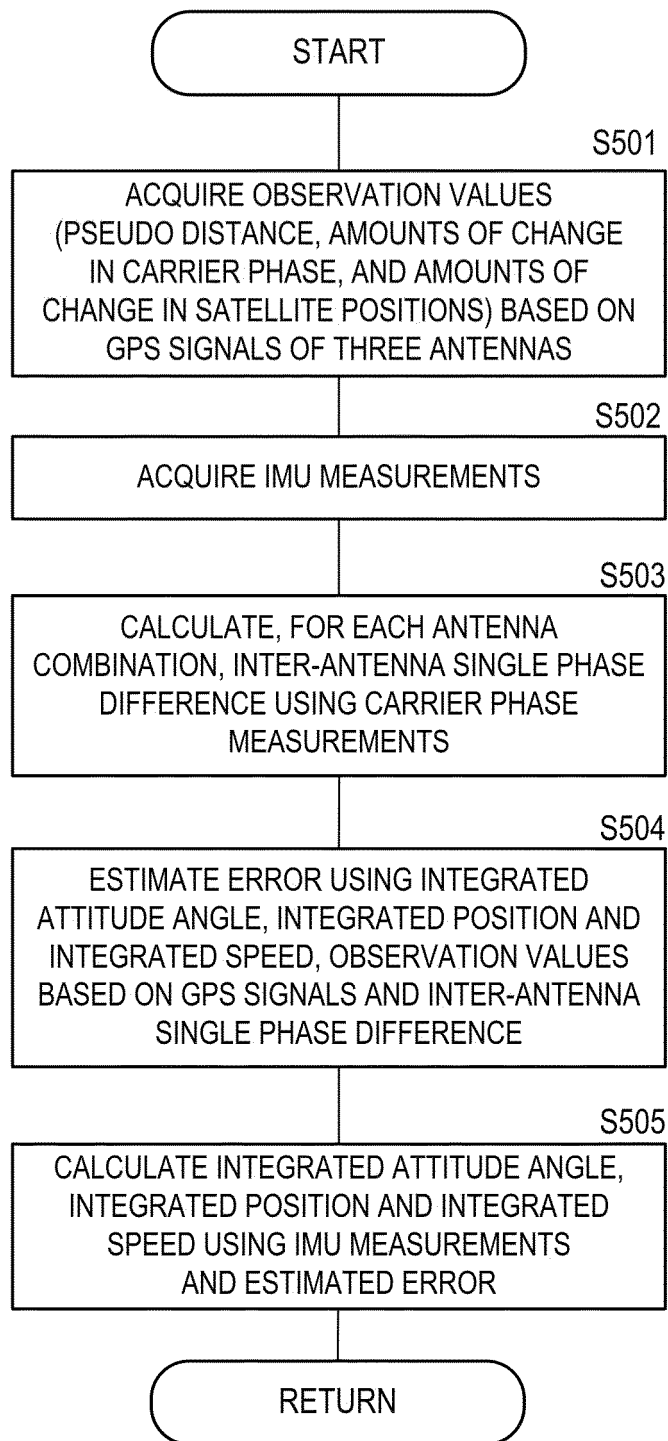 START
S501
ACQUIRE OBSERVATION VALUES
(PSEUDO DISTANCE, AMOUNTS OF CHANGE
IN CARRIER PHASE, AND AMOUNTS OF
CHANGE IN SATELLITE POSITIONS) BASED ON
GPS SIGNALS OF THREE ANTENNAS
S502
ACQUIRE IMU MEASUREMENTS
S503
CALCULATE, FOR EACH ANTENNA
COMBINATION, INTER-ANTENNA SINGLE PHASE
DIFFERENCE USING CARRIER PHASE
MEASUREMENTS
S504
ESTIMATE ERROR USING INTEGRATED
ATTITUDE ANGLE, INTEGRATED POSITION AND
INTEGRATED SPEED, OBSERVATION VALUES
BASED ON GPS SIGNALS AND INTER-ANTENNA
SINGLE PHASE DIFFERENCE
S505
CALCULATE INTEGRATED ATTITUDE ANGLE,
INTEGRATED POSITION AND INTEGRATED
SPEED USING IMU MEASUREMENTS
AND ESTIMATED ERROR
RETURN